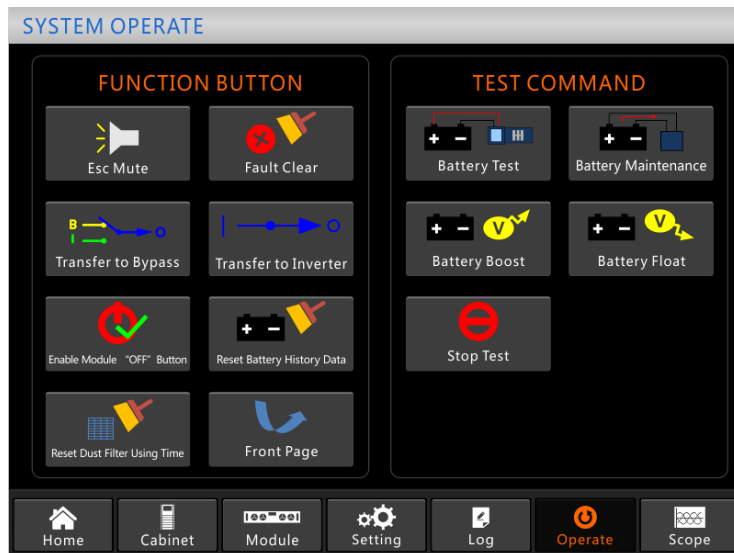 SYSTEM OPERATE
FUNCTION BUTTON
Esc Mute
Fault Clear
B
I
Transfer to Bypass
I
Transfer to Inverter
Enable Module "OFF" Button
Reset Battery History Data
Reset Dust Filter Using Time
Front Page
TEST COMMAND
Battery Test
Battery Maintenance
V
Battery Boost
V
Battery Float
Stop Test
Home
Cabinet
Module
Setting
Log
Operate
Scope